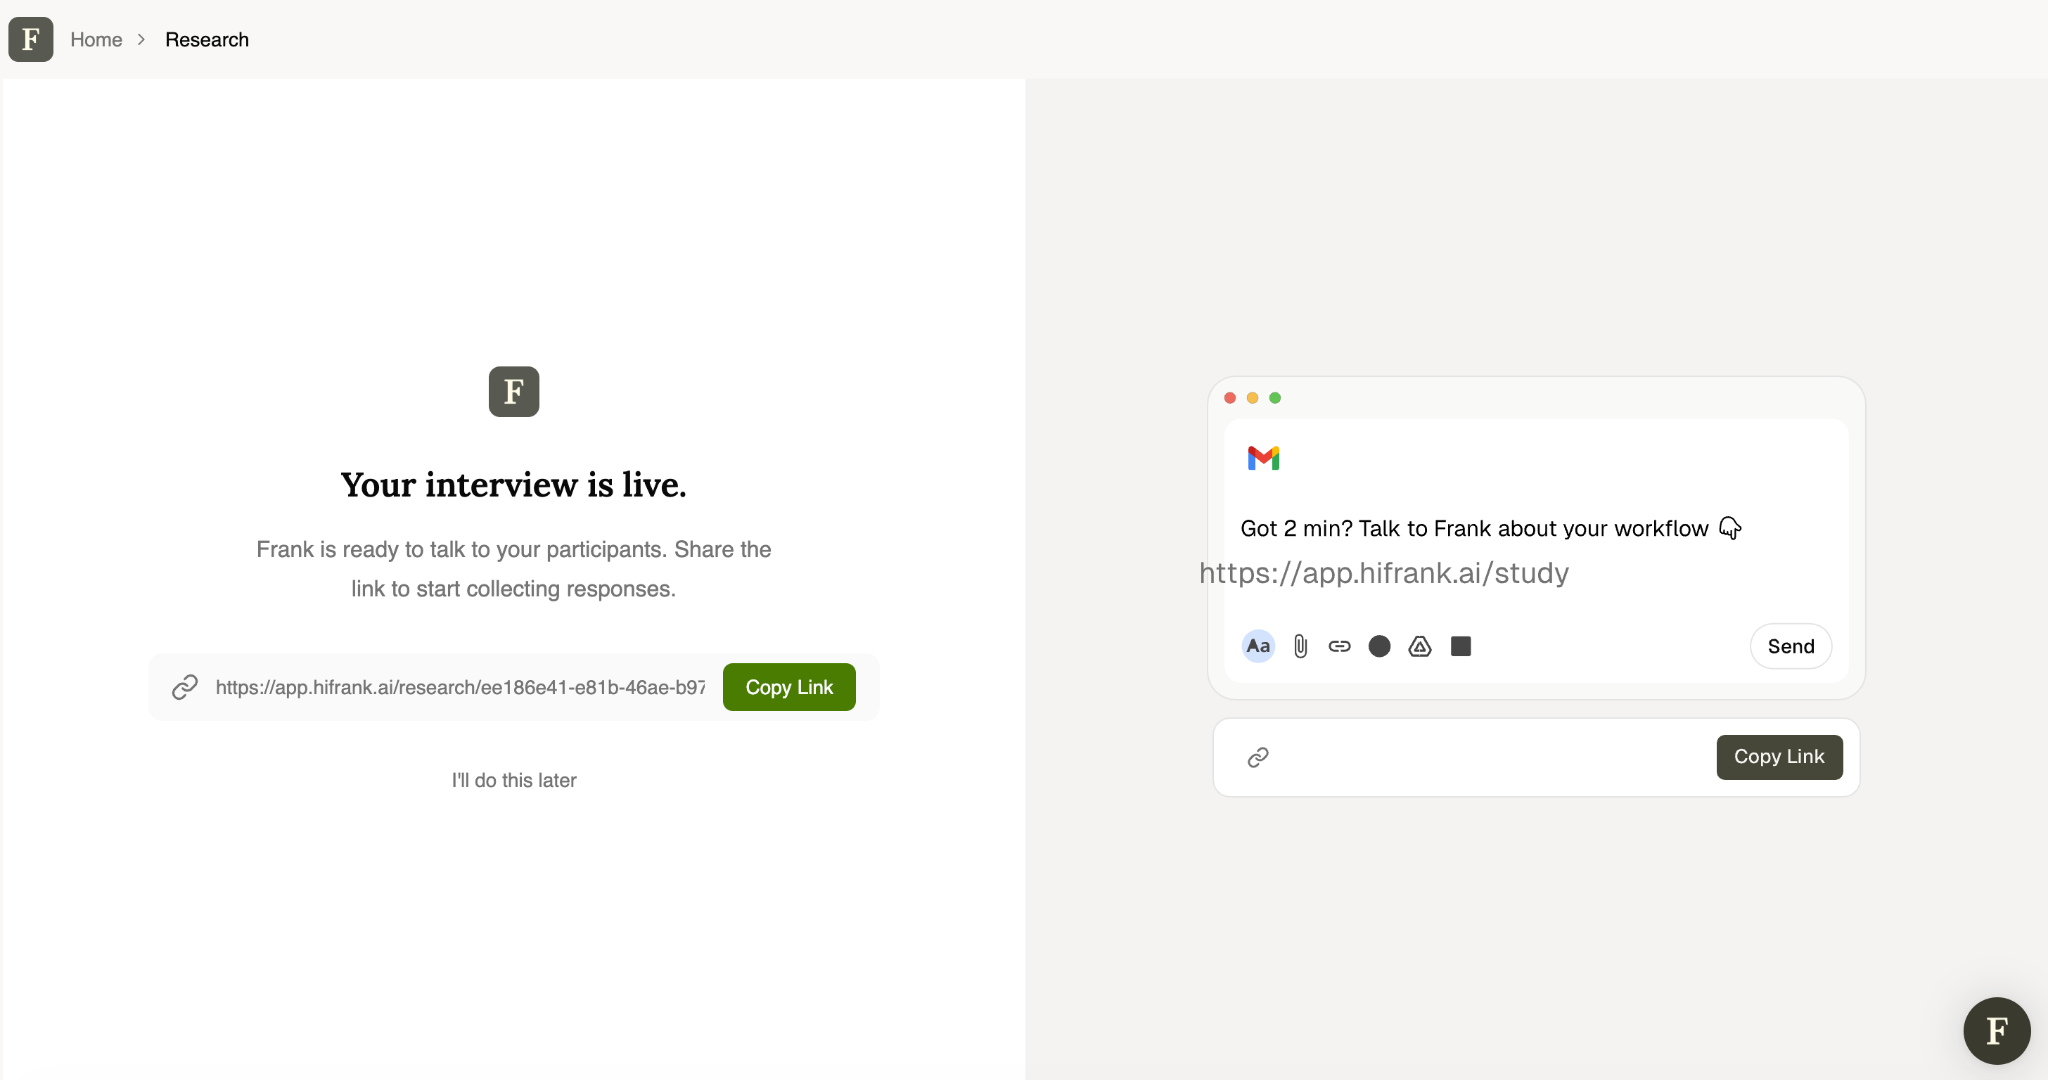 F Home > Research
F
Your interview is live.
Frank is ready to talk to your participants. Share the
link to start collecting responses.
https://app.hifrank.ai/research/ee186e41-e81b-46ae-b97
Copy Link
I'll do this later
Got 2 min? Talk to Frank about your workflow
https://app.hifrank.ai/study
Aa
Send
Copy Link
F